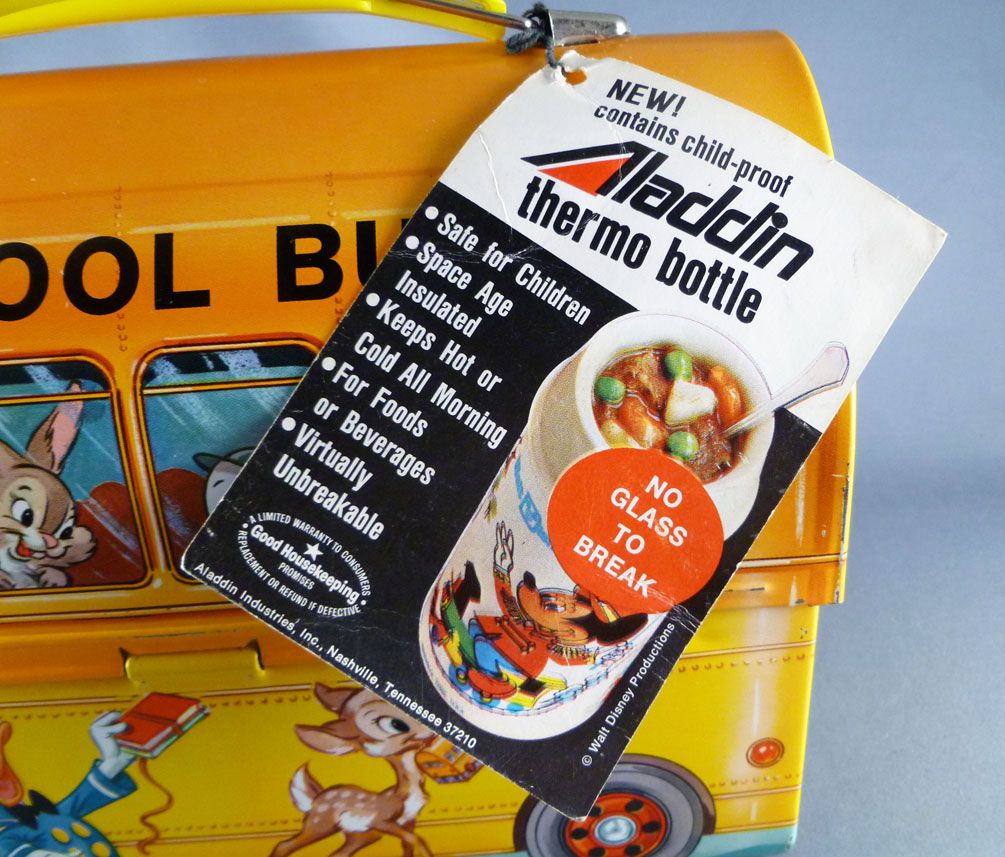 NEW!
contains child-proof
Aladdin
thermo bottle
• Safe for Children
• Space Age
Insulated
• Keeps Hot or
Cold All Morning
• For Foods
or Beverages
• Virtually
Unbreakable
NO
GLASS
TO
BREAK
A LIMITED WARRANTY TO CONSUMERS
Good Housekeeping
PROMISES
• REPLACEMENT OR REFUND IF DEFECTIVE •
Aladdin Industries, Inc., Nashville, Tennessee 37210
© Walt Disney Productions
OOL BU